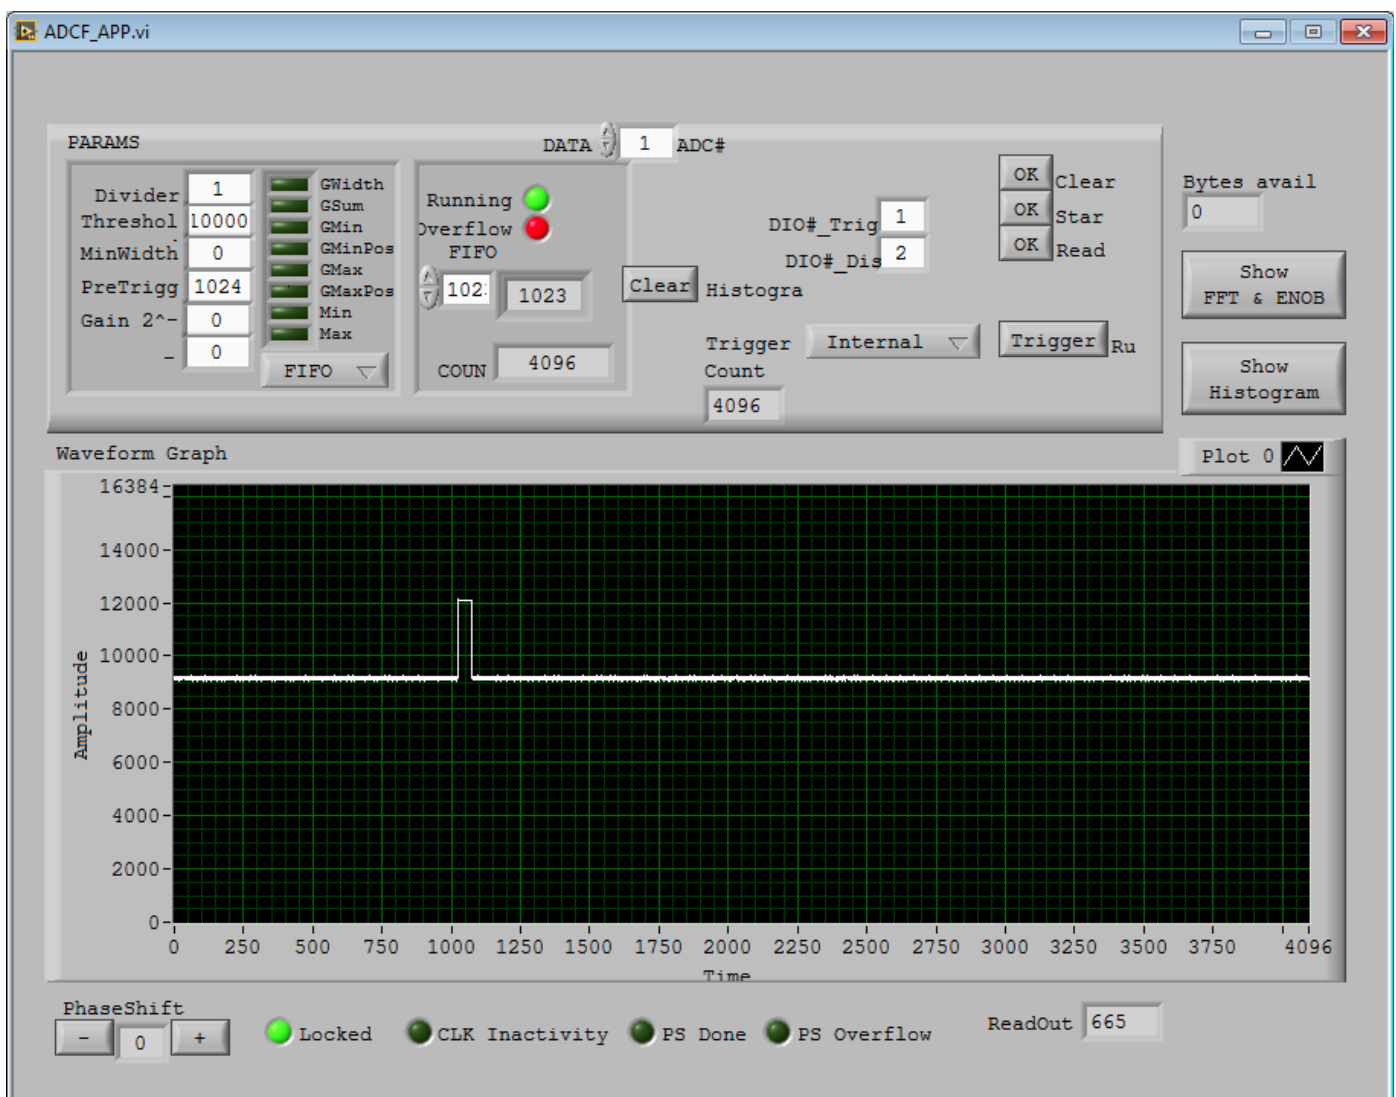 ADCF_APP.vi
PARAMS
DATA 1 ADC#
Divider 1
Threshol 10000
MinWidth 0
PreTrigg 1024
Gain 2^- 0
- 0
GWidth
GSum
GMin
GMinPos
GMax
GMaxPos
Min
Max
FIFO
Running
Overflow
FIFO
102 1023
COUN 4096
Clear Histogra
DIO#_Trig 1
DIO#_Dis 2
OK Clear
OK Star
OK Read
Trigger Internal
Trigger Ru
Count
4096
Bytes avail
0
Show
FFT & ENOB
Show
Histogram
Waveform Graph
Plot 0
Amplitude
16384
14000
12000
10000
8000
6000
4000
2000
0
0 250 500 750 1000 1250 1500 1750 2000 2250 2500 2750 3000 3250 3500 3750 4096
Time
PhaseShift
- 0 +
Locked
CLK Inactivity
PS Done
PS Overflow
ReadOut 665